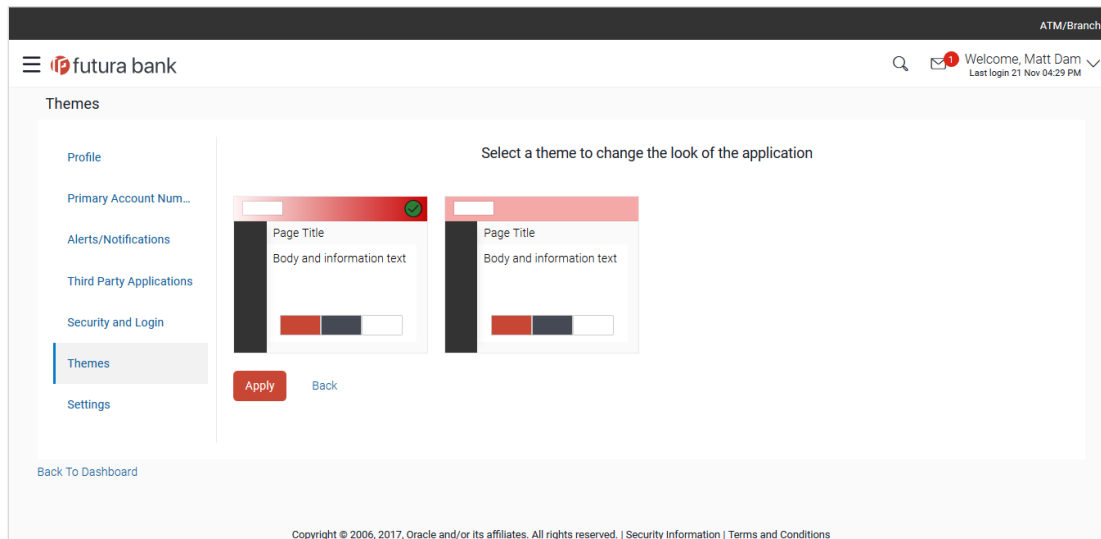 ATM/Branch
futura bank
1
Welcome, Matt Dam
Last login 21 Nov 04:29 PM
Themes
Profile
Primary Account Num...
Alerts/Notifications
Third Party Applications
Security and Login
Themes
Settings
Select a theme to change the look of the application
Page Title
Body and information text
Page Title
Body and information text
Apply
Back
Back To Dashboard
Copyright © 2006, 2017, Oracle and/or its affiliates. All rights reserved. | Security Information | Terms and Conditions